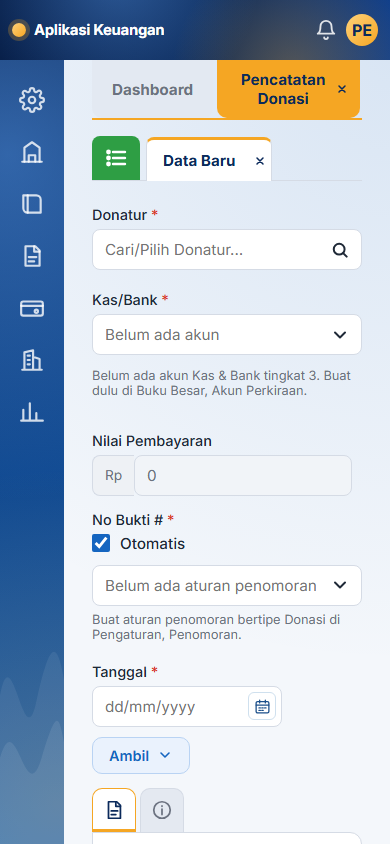 Aplikasi Keuangan
PE
Dashboard
Pencatatan
Donasi
×
Data Baru
×
Donatur *
Cari/Pilih Donatur...
Kas/Bank *
Belum ada akun
Belum ada akun Kas & Bank tingkat 3. Buat
dulu di Buku Besar, Akun Perkiraan.
Nilai Pembayaran
Rp
0
No Bukti # *
Otomatis
Belum ada aturan penomoran
Buat aturan penomoran bertipe Donasi di
Pengaturan, Penomoran.
Tanggal *
dd/mm/yyyy
Ambil